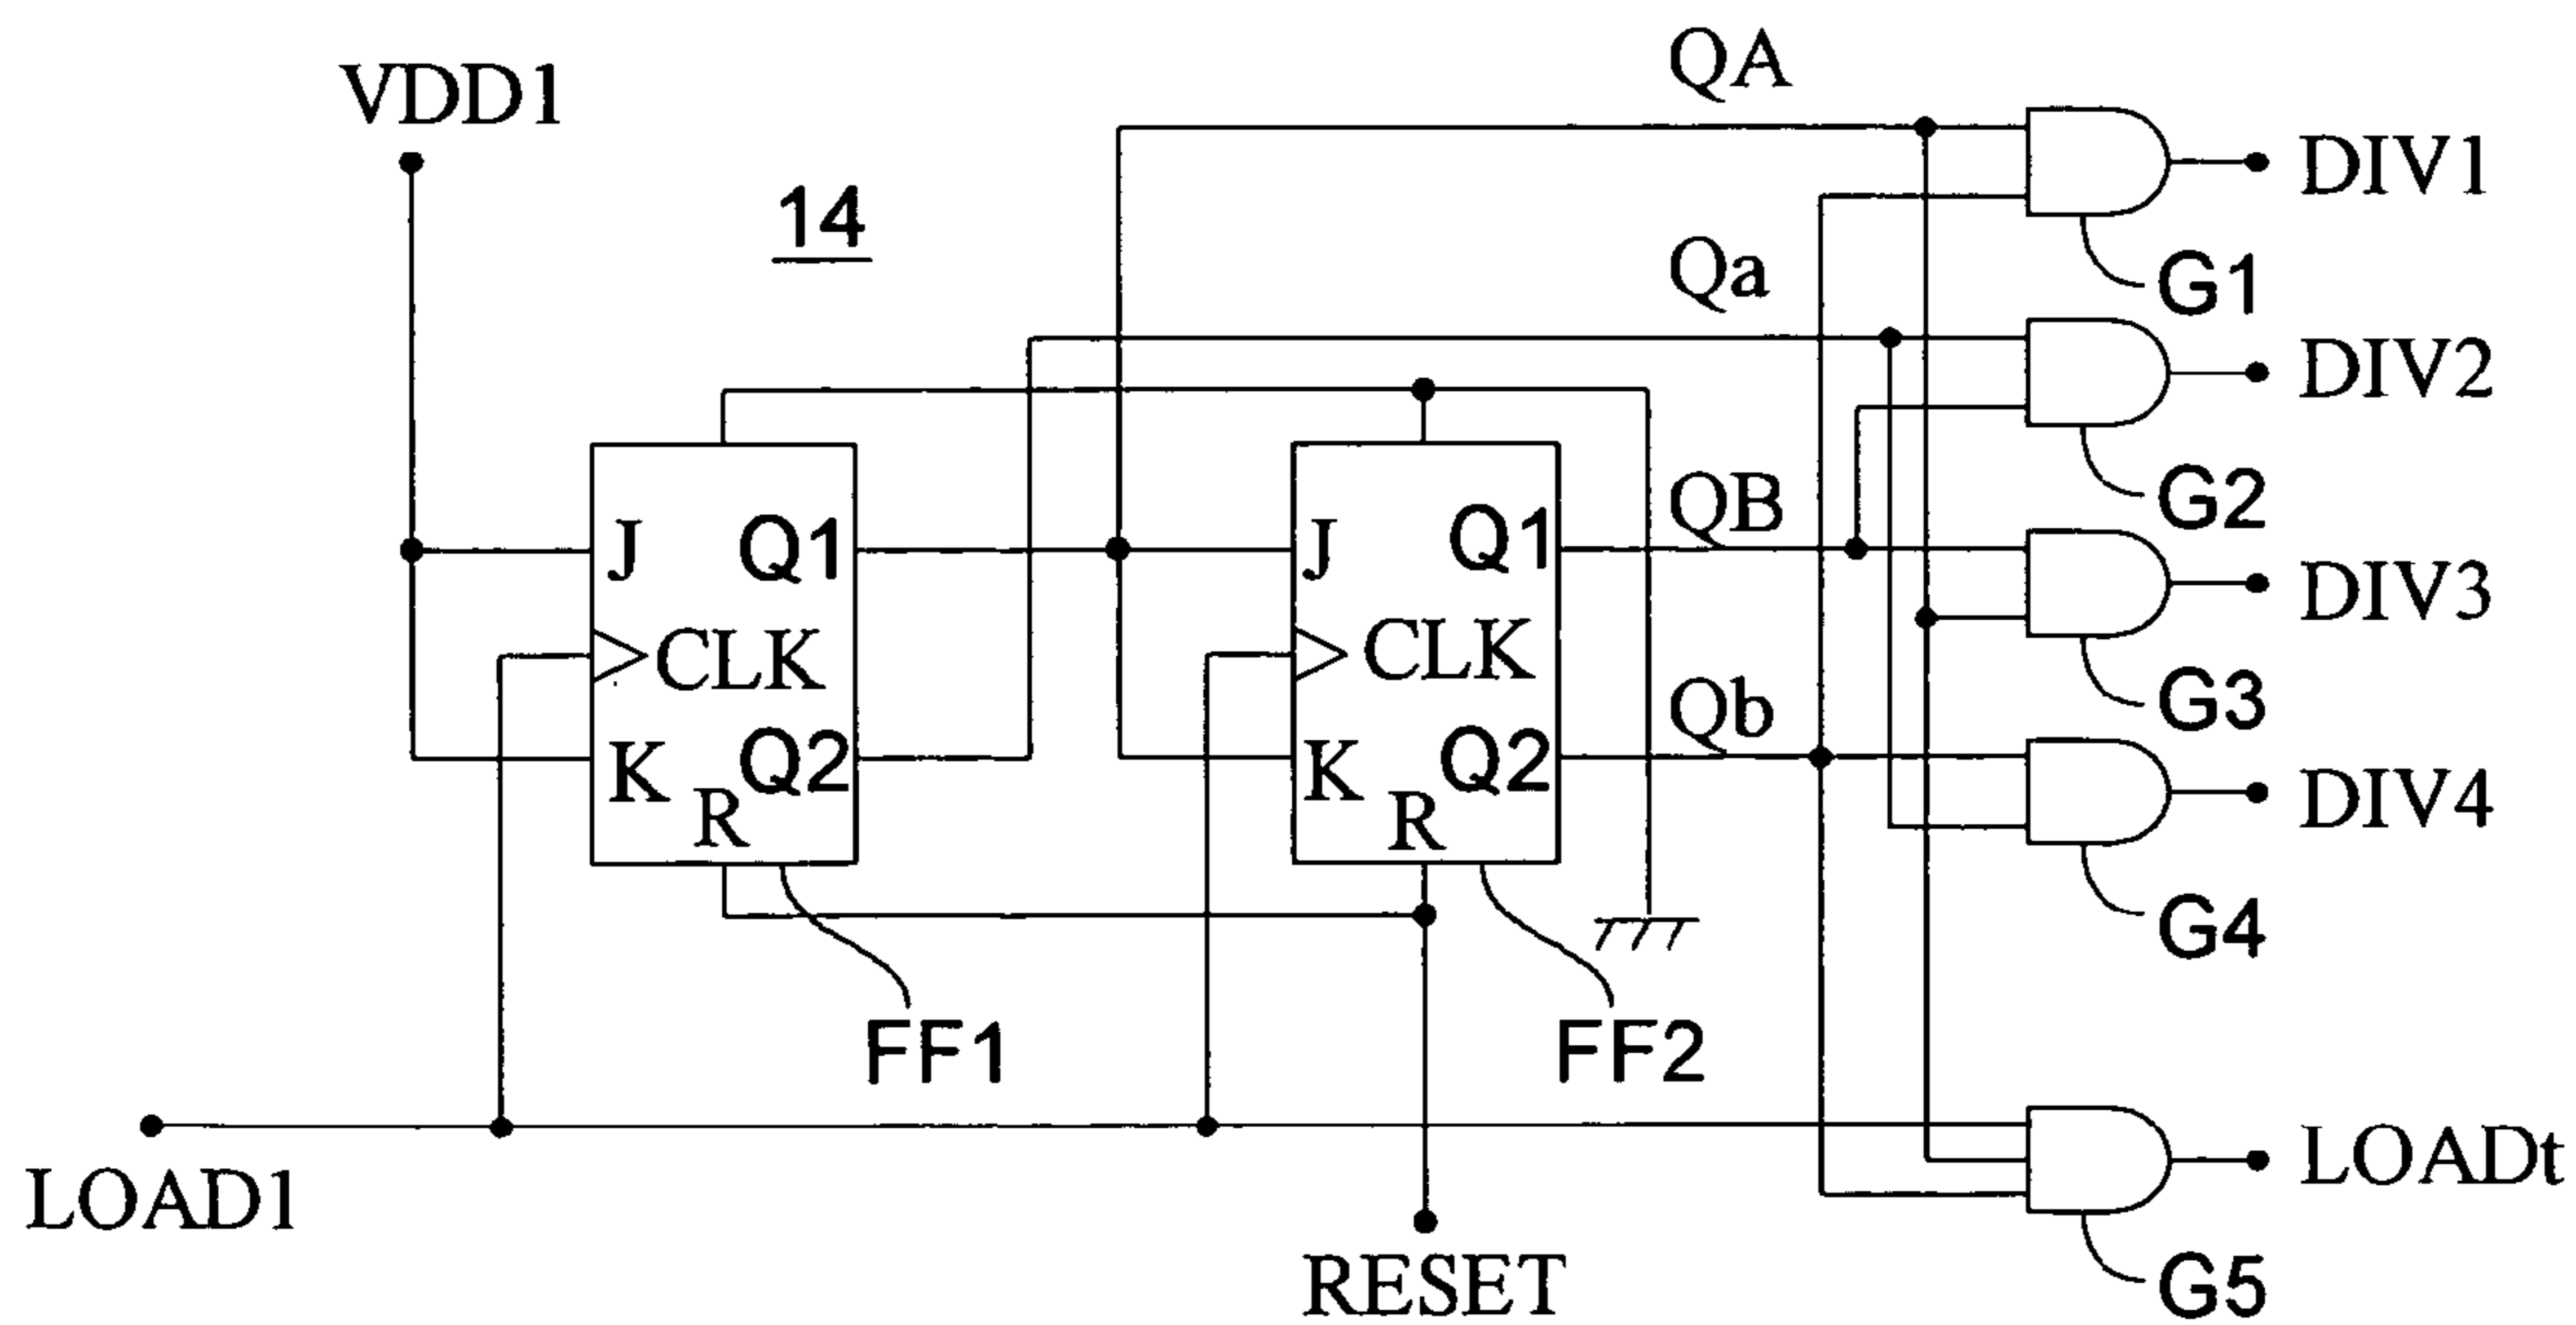 QA
VDD1
DIV1
14
Qa
G1
DIV2
QB
G2
J
Q1
J
Q1
DIV3
CLK
CLK
Qb
G3
K
Q2
K
Q2
DIV4
R
R
G4
FF1
FF2
LOAD1
LOADt
RESET
G5